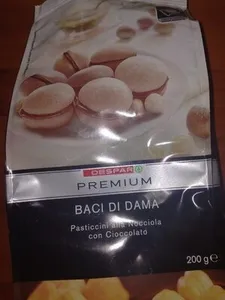 DESPAR
PREMIUM
BACI DI DAMA
Pasticcini alla Nocciola
con Cioccolato
200 g e